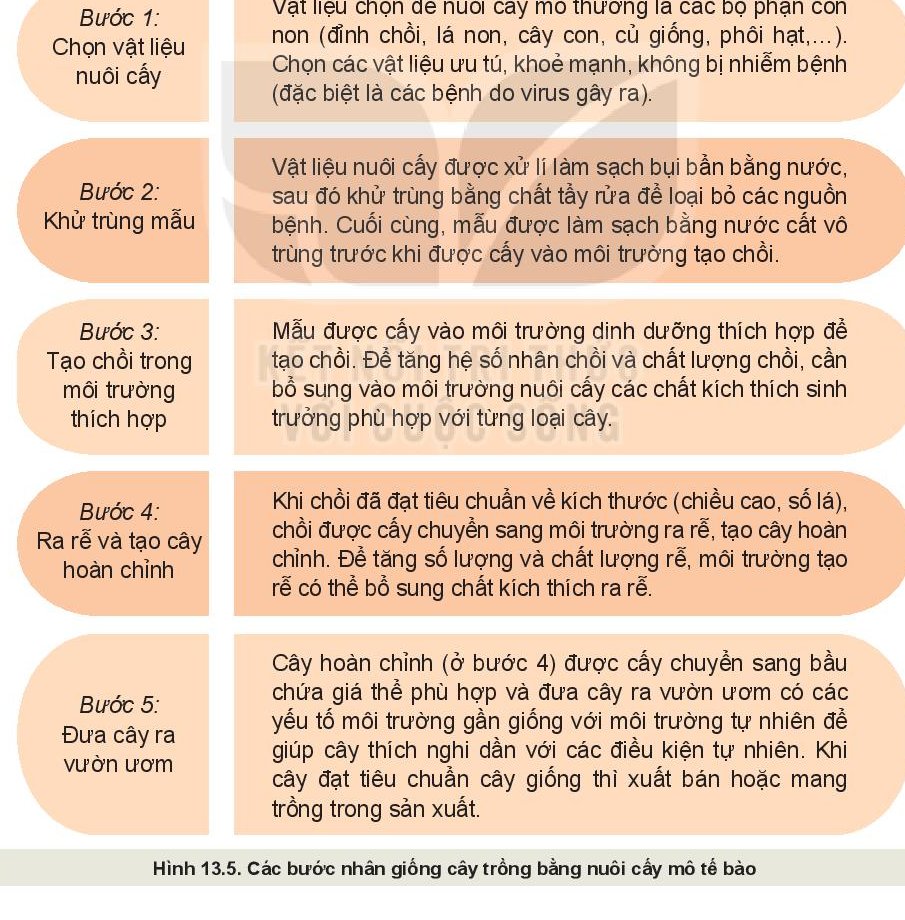 Bước 1:
Chọn vật liệu
nuôi cấy
Vật liệu chọn để nuôi cấy mô thường là các bộ phận còn
non (đỉnh chồi, lá non, cây con, củ giống, phôi hạt,...).
Chọn các vật liệu ưu tú, khoẻ mạnh, không bị nhiễm bệnh
(đặc biệt là các bệnh do virus gây ra).
Bước 2:
Khử trùng mẫu
Vật liệu nuôi cấy được xử lí làm sạch bụi bẩn bằng nước,
sau đó khử trùng bằng chất tẩy rửa để loại bỏ các nguồn
bệnh. Cuối cùng, mẫu được làm sạch bằng nước cất vô
trùng trước khi được cấy vào môi trường tạo chồi.
Bước 3:
Tạo chồi trong
môi trường
thích hợp
Mẫu được cấy vào môi trường dinh dưỡng thích hợp để
tạo chồi. Để tăng hệ số nhân chồi và chất lượng chồi, cần
bổ sung vào môi trường nuôi cấy các chất kích thích sinh
trưởng phù hợp với từng loại cây.
KẾT NỐI TRI THỨC
VỚI CUỘC SỐNG
Bước 4:
Ra rễ và tạo cây
hoàn chỉnh
Khi chồi đã đạt tiêu chuẩn về kích thước (chiều cao, số lá),
chồi được cấy chuyển sang môi trường ra rễ, tạo cây hoàn
chỉnh. Để tăng số lượng và chất lượng rễ, môi trường tạo
rễ có thể bổ sung chất kích thích ra rễ.
Bước 5:
Đưa cây ra
vườn ươm
Cây hoàn chỉnh (ở bước 4) được cấy chuyển sang bầu
chứa giá thể phù hợp và đưa cây ra vườn ươm có các
yếu tố môi trường gần giống với môi trường tự nhiên để
giúp cây thích nghi dần với các điều kiện tự nhiên. Khi
cây đạt tiêu chuẩn cây giống thì xuất bán hoặc mang
trồng trong sản xuất.
Hình 13.5. Các bước nhân giống cây trồng bằng nuôi cấy mô tế bào